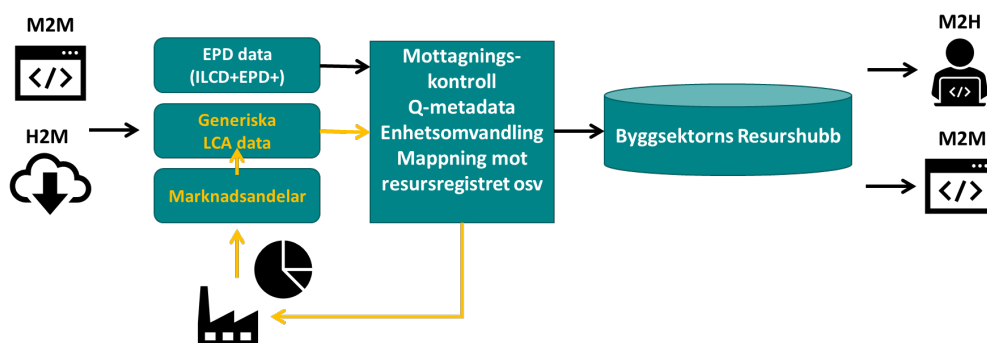 M2M
</>
H2M
EPD data
(ILCD+EPD+)
Generiska
LCA data
Marknadsandelar
Mottagnings-
kontroll
Q-metadata
Enhetsomvandling
Mappning mot
resursregistret osv
Byggsektorns Resurshubb
M2H
</>
M2M
</>